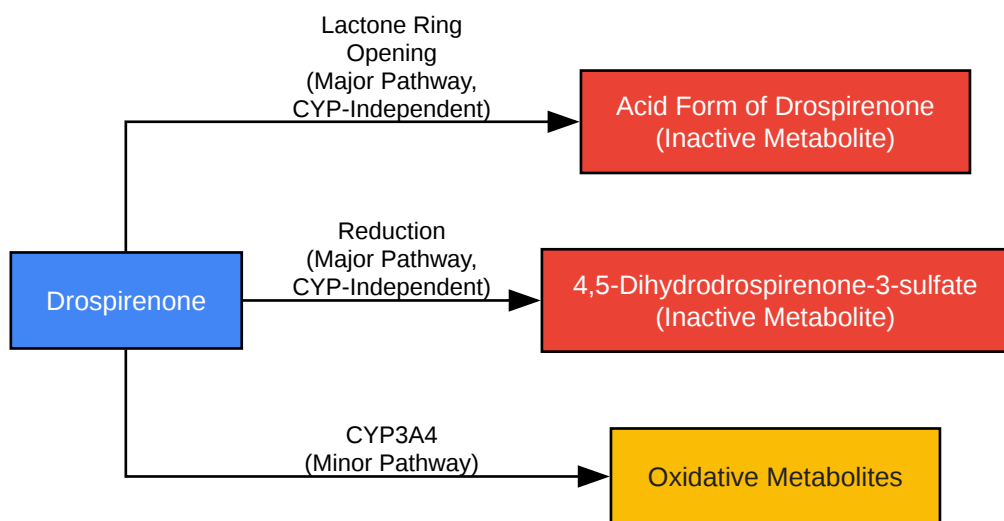 Lactone Ring
Opening
(Major Pathway,
CYP-Independent)
Acid Form of Drospirenone
(Inactive Metabolite)
Drospirenone
Reduction
(Major Pathway,
CYP-Independent)
4,5-Dihydrodrospirenone-3-sulfate
(Inactive Metabolite)
CYP3A4
(Minor Pathway)
Oxidative Metabolites